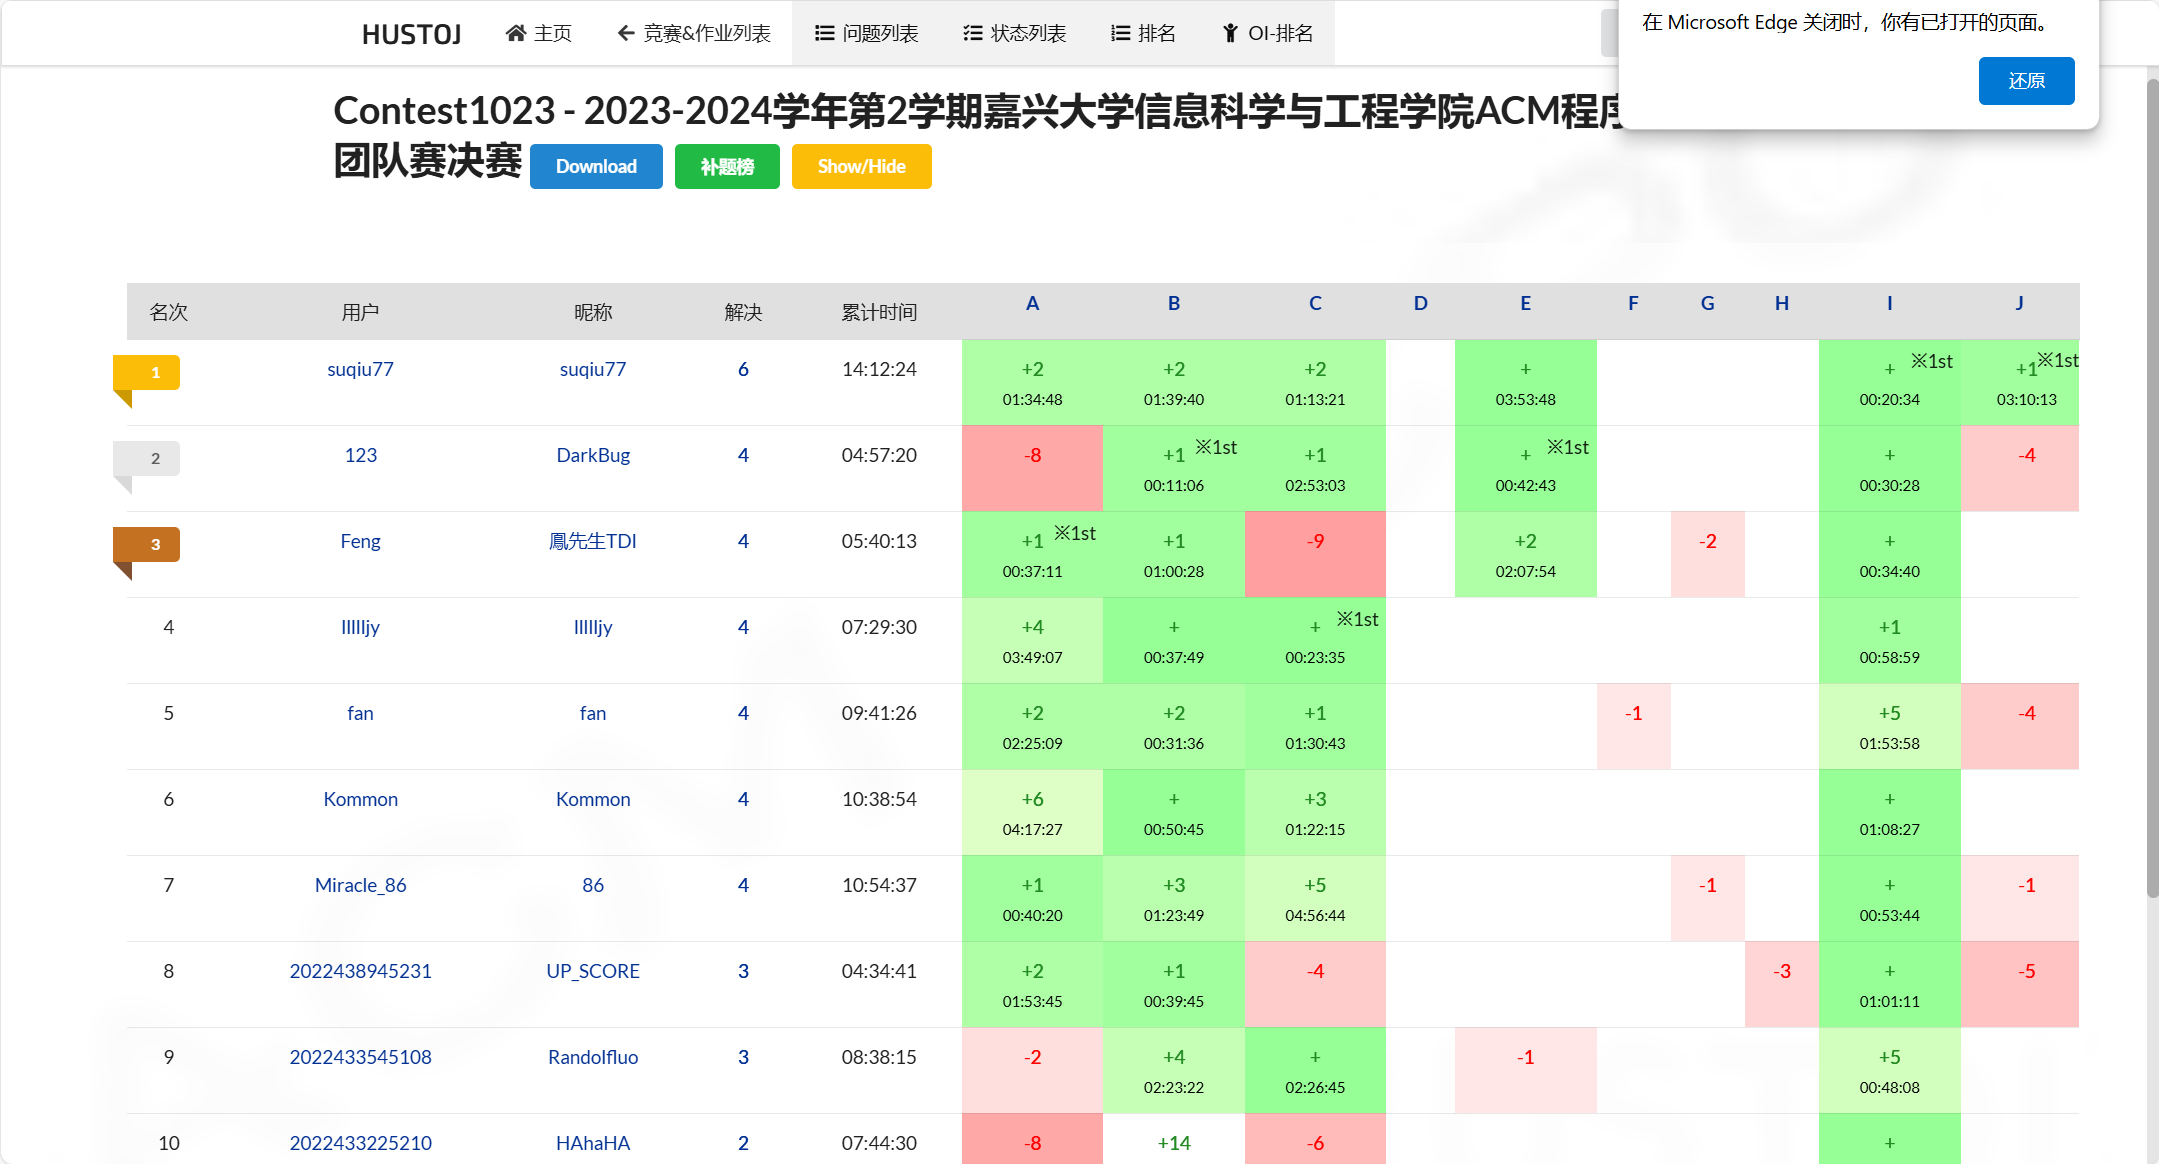 HUSTOJ 主页 竞赛&作业列表 问题列表 状态列表 排名 OI-排名
在 Microsoft Edge 关闭时，你有已打开的页面。
还原
Contest1023 - 2023-2024学年第2学期嘉兴大学信息科学与工程学院ACM程
团队赛决赛 Download 补题榜 Show/Hide
名次 用户 昵称 解决 累计时间 A B C D E F G H I J
1 suqiu77 suqiu77 6 14:12:24 +2 +2 +2 + + ※1st +1 ※1st
01:34:48 01:39:40 01:13:21 03:53:48 00:20:34 03:10:13
2 123 DarkBug 4 04:57:20 -8 +1 ※1st +1 + ※1st + -4
00:11:06 02:53:03 00:42:43 00:30:28
3 Feng 鳳先生TDI 4 05:40:13 +1 ※1st +1 -9 +2 -2 +
00:37:11 01:00:28 02:07:54 00:34:40
4 4 07:29:30 +4 + + ※1st +1
03:49:07 00:37:49 00:23:35 00:58:59
5 fan fan 4 09:41:26 +2 +2 +1 -1 +5 -4
02:25:09 00:31:36 01:30:43 01:53:58
6 Kommon Kommon 4 10:38:54 +6 + +3 +
04:17:27 00:50:45 01:22:15 01:08:27
7 Miracle_86 86 4 10:54:37 +1 +3 +5 -1 + -1
00:40:20 01:23:49 04:56:44 00:53:44
8 2022438945231 UP_SCORE 3 04:34:41 +2 +1 -4 -3 + -5
01:53:45 00:39:45 01:01:11
9 2022433545108 Randolfluo 3 08:38:15 -2 +4 + -1 +5
02:23:22 02:26:45 00:48:08
10 2022433225210 HAhaHA 2 07:44:30 -8 +14 -6 +